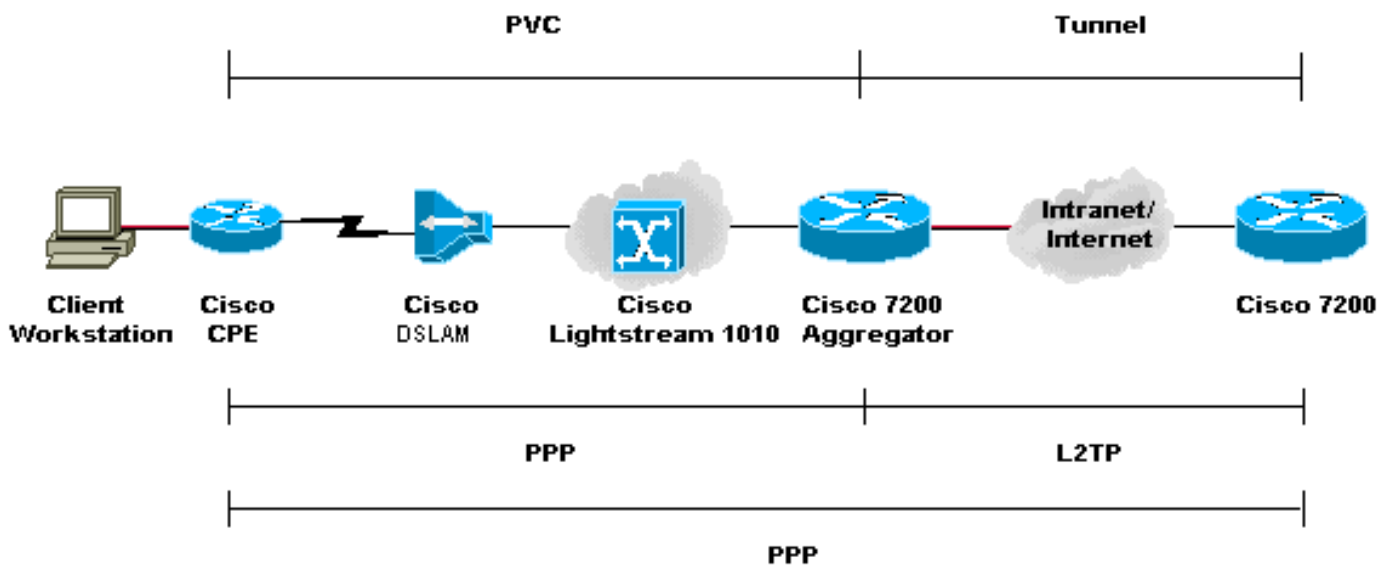 PVC
Tunnel
Intranet/
Internet
Client
Workstation
Cisco
CPE
Cisco
DSLAM
Cisco
Lightstream 1010
Cisco 7200
Aggregator
Cisco 7200
PPP
L2TP
PPP